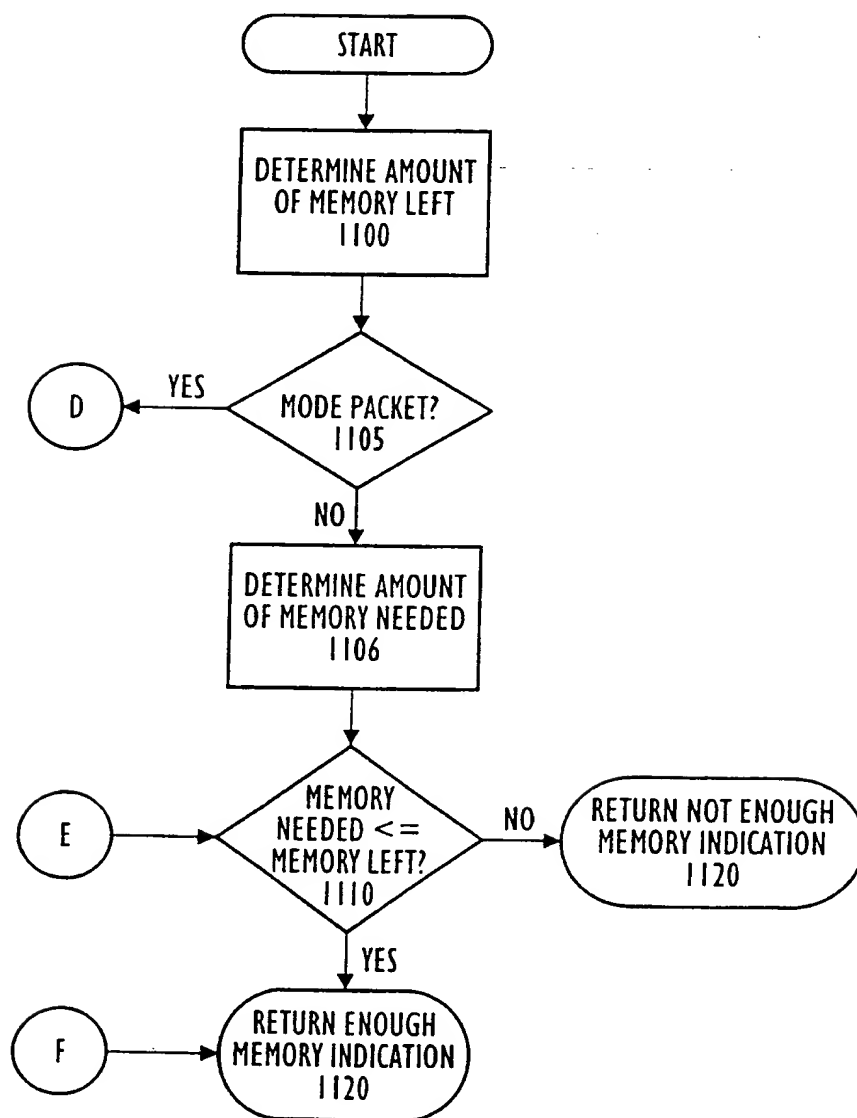 START
DETERMINE AMOUNT
OF MEMORY LEFT
1100
YES
D
MODE PACKET?
1105
NO
DETERMINE AMOUNT
OF MEMORY NEEDED
1106
E
MEMORY
NEEDED <=
MEMORY LEFT?
1110
NO
RETURN NOT ENOUGH
MEMORY INDICATION
1120
YES
F
RETURN ENOUGH
MEMORY INDICATION
1120